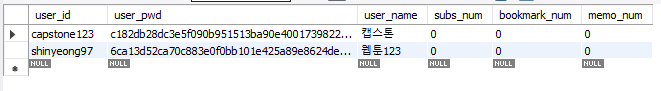 user_id user_pwd user_name subs_num bookmark_num memo_num
capstone123 c182db28dc3e5f090b951513ba90e4001739822... 캡스톤 0 0 0
shinyeong97 6ca13d52ca70c883e0f0bb101e425a89e8624de... 웹툰123 0 0 0
NULL NULL NULL NULL NULL NULL